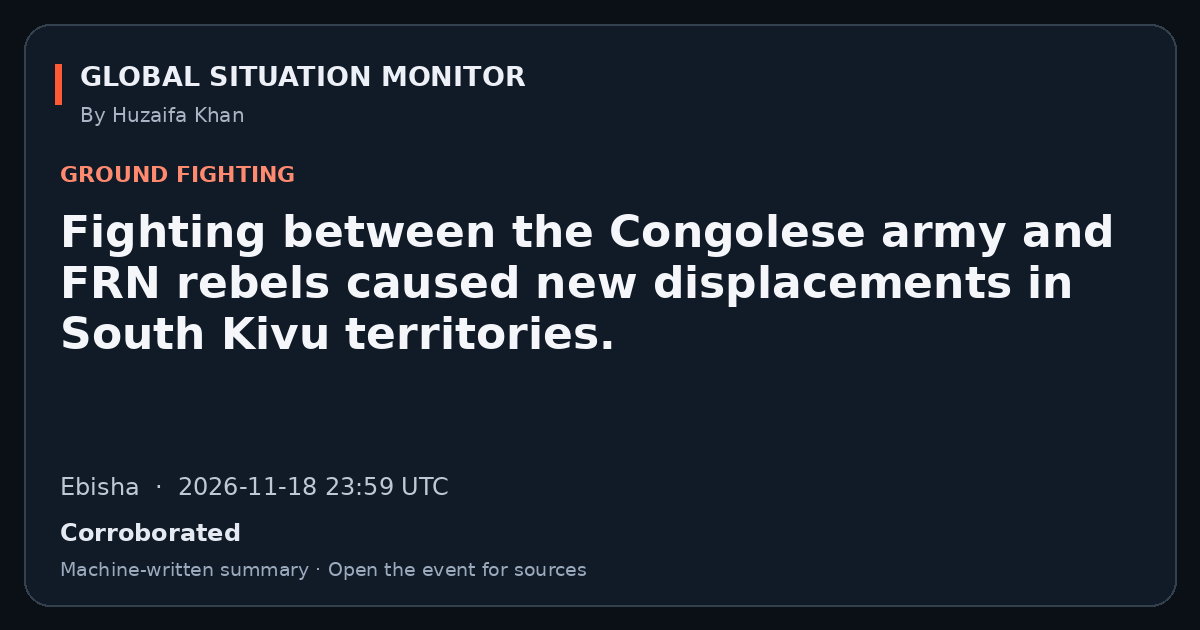 GLOBAL SITUATION MONITOR
By Huzaifa Khan
GROUND FIGHTING
Fighting between the Congolese army and
FRN rebels caused new displacements in
South Kivu territories.
Ebisha · 2026-11-18 23:59 UTC
Corroborated
Machine-written summary · Open the event for sources